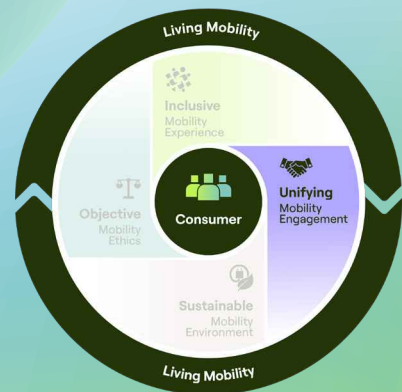 Living Mobility
Inclusive
Mobility
Experience
Unifying
Mobility
Engagement
Objective
Mobility
Ethics
Consumer
Sustainable
Mobility
Environment
Living Mobility